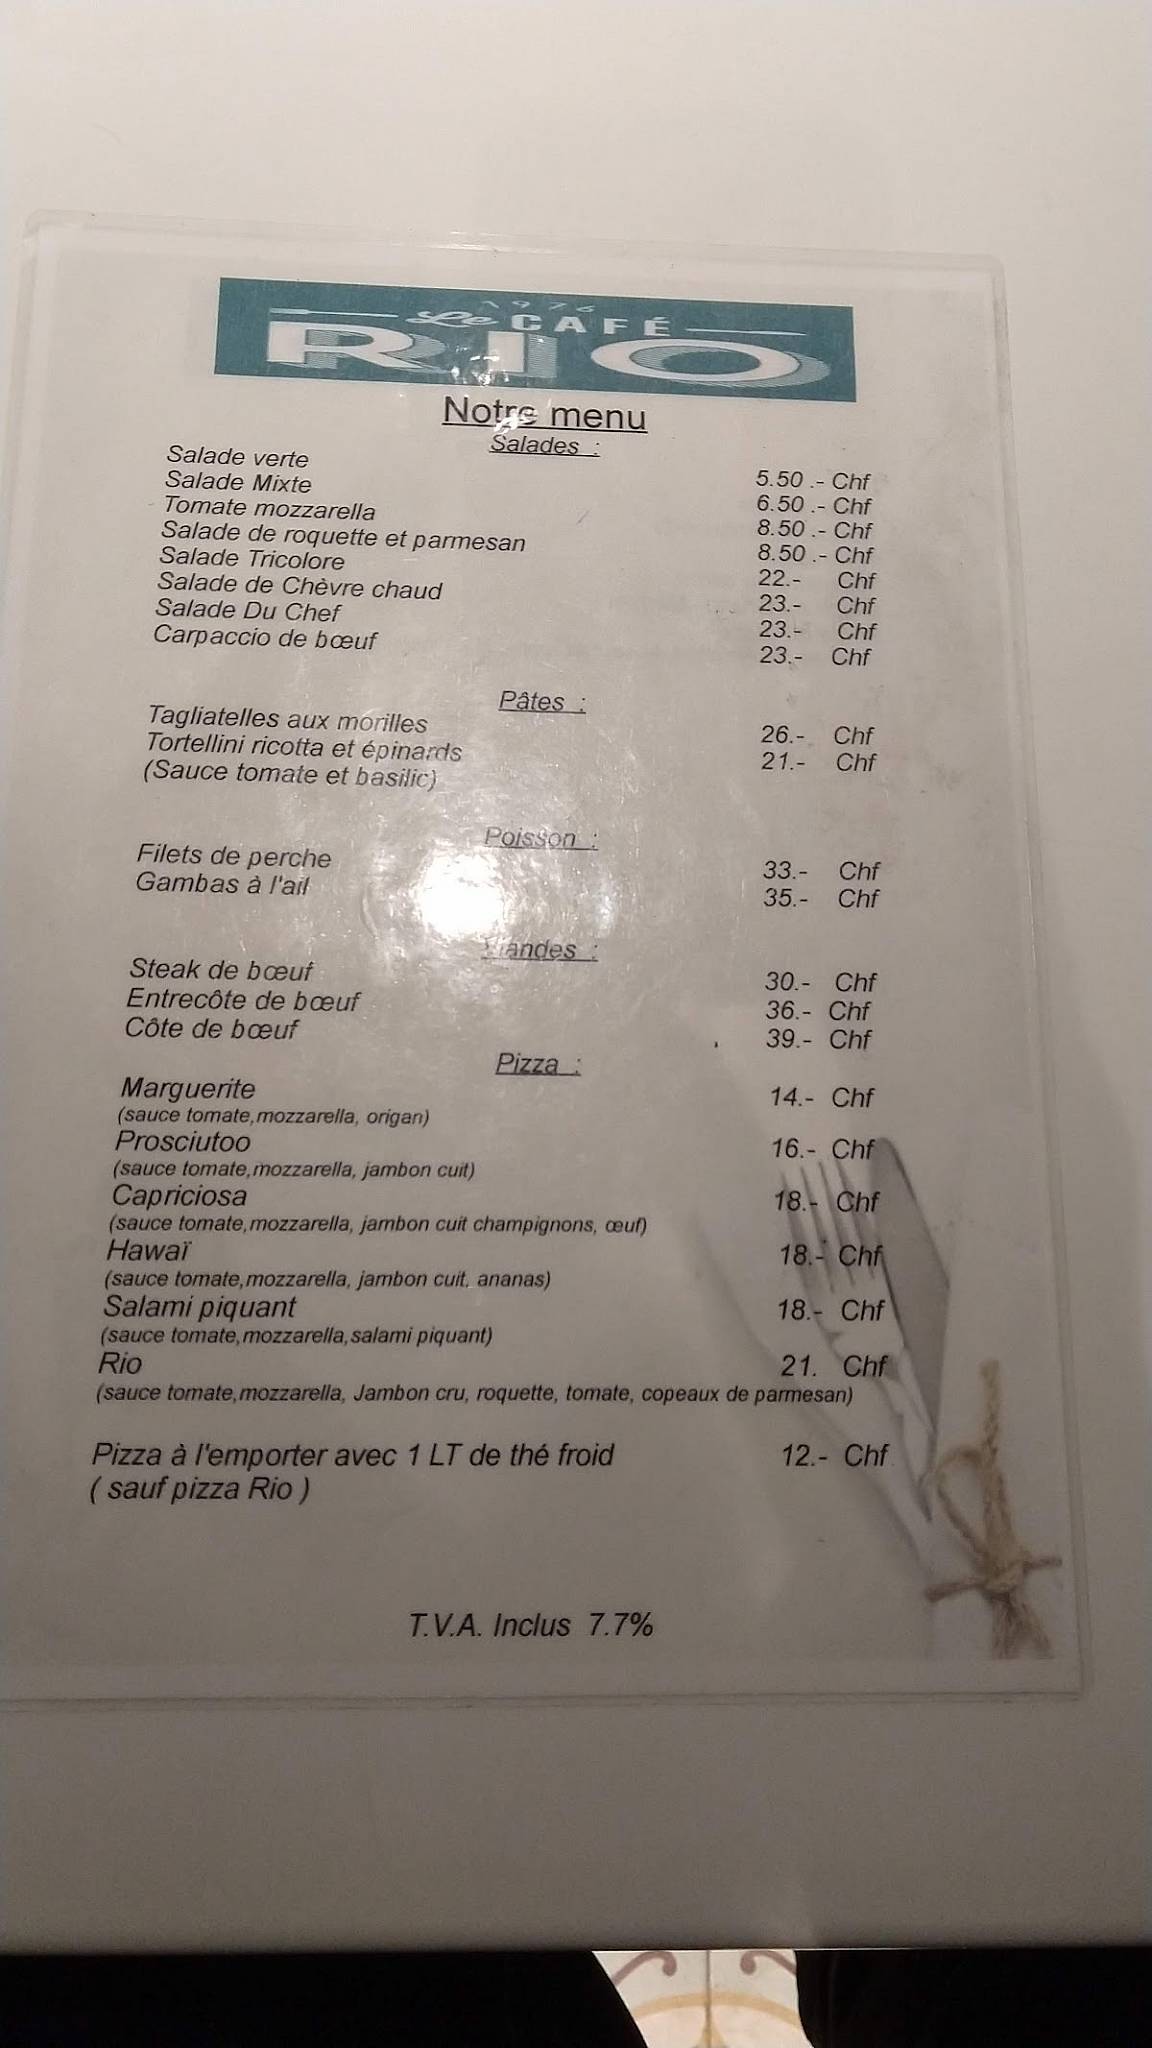 1976
Le CAFÉ
RIO
Notre menu
Salades :
Salade verte 5.50 .- Chf
Salade Mixte 6.50 .- Chf
Tomate mozzarella 8.50 .- Chf
Salade de roquette et parmesan 8.50 .- Chf
Salade Tricolore 22.- Chf
Salade de Chèvre chaud 23.- Chf
Salade Du Chef 23.- Chf
Carpaccio de bœuf 23.- Chf
Pâtes :
Tagliatelles aux morilles 26.- Chf
Tortellini ricotta et épinards 21.- Chf
(Sauce tomate et basilic)
Poisson :
Filets de perche 33.- Chf
Gambas à l'ail 35.- Chf
Viandes :
Steak de bœuf 30.- Chf
Entrecôte de bœuf 36.- Chf
Côte de bœuf 39.- Chf
Pizza :
Marguerite 14.- Chf
(sauce tomate,mozzarella, origan)
Prosciutoo 16.- Chf
(sauce tomate,mozzarella, jambon cuit)
Capriciosa 18.- Chf
(sauce tomate,mozzarella, jambon cuit champignons, œuf)
Hawaï 18.- Chf
(sauce tomate,mozzarella, jambon cuit, ananas)
Salami piquant 18.- Chf
(sauce tomate,mozzarella,salami piquant)
Rio 21. Chf
(sauce tomate,mozzarella, Jambon cru, roquette, tomate, copeaux de parmesan)
Pizza à l'emporter avec 1 LT de thé froid 12.- Chf
( sauf pizza Rio )
T.V.A. Inclus 7.7%